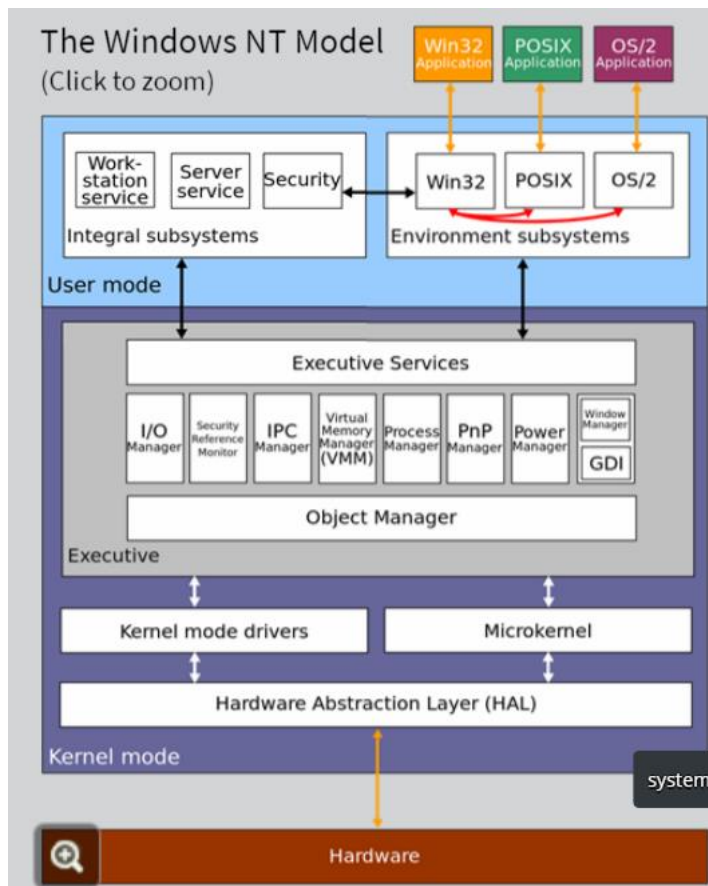 The Windows NT Model
(Click to zoom)
Win32
Application
POSIX
Application
OS/2
Application
Work-
station
service
Server
service
Security
Integral subsystems
Win32
POSIX
OS/2
Environment subsystems
User mode
Executive Services
I/O
Manager
Security
Reference
Monitor
IPC
Manager
Virtual
Memory
Manager
(VMM)
Process
Manager
PnP
Manager
Power
Manager
Window
Manager
GDI
Object Manager
Executive
Kernel mode drivers
Microkernel
Hardware Abstraction Layer (HAL)
Kernel mode
system
Hardware